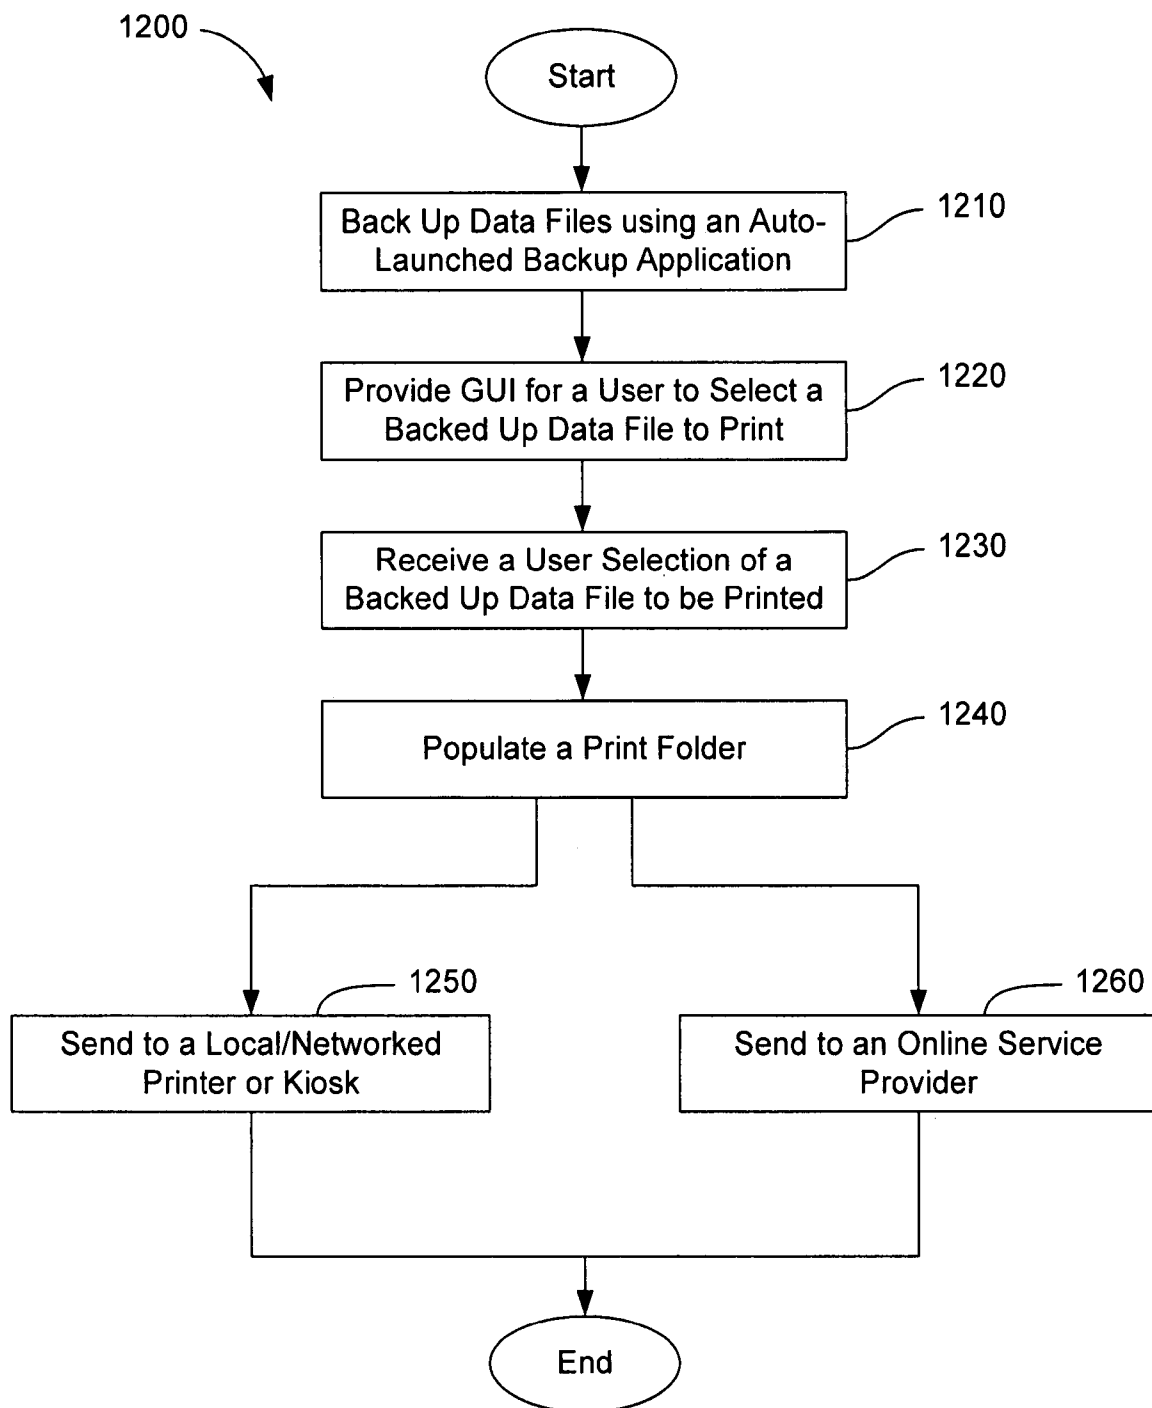 1200
Start
Back Up Data Files using an Auto-
Launched Backup Application
1210
Provide GUI for a User to Select a
Backed Up Data File to Print
1220
Receive a User Selection of a
Backed Up Data File to be Printed
1230
Populate a Print Folder
1240
1250
Send to a Local/Networked
Printer or Kiosk
1260
Send to an Online Service
Provider
End